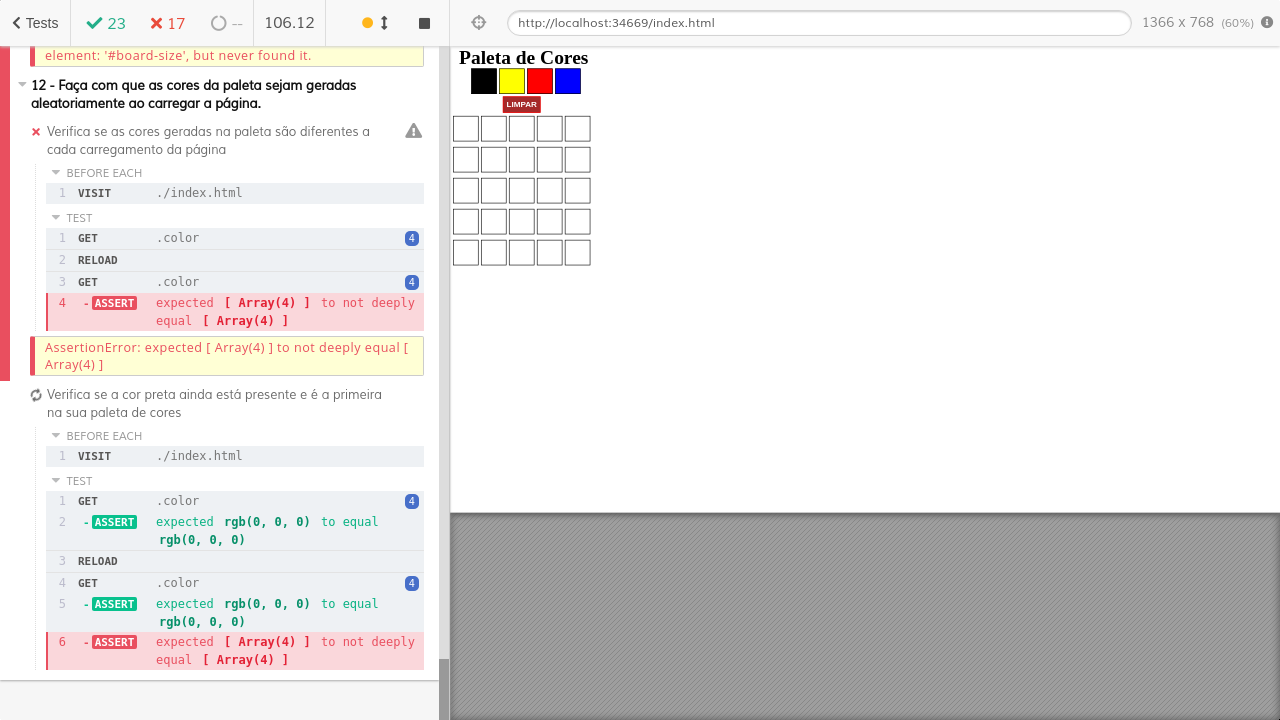 Tests
23
17
--
106.12
http://localhost:34669/index.html
1366 x 768 (60%)
element: '#board-size', but never found it.
12 - Faça com que as cores da paleta sejam geradas
aleatoriamente ao carregar a página.
Verifica se as cores geradas na paleta são diferentes a
cada carregamento da página
BEFORE EACH
1 VISIT ./index.html
TEST
1 GET .color 4
2 RELOAD
3 GET .color 4
4 -ASSERT expected [ Array(4) ] to not deeply
equal [ Array(4) ]
AssertionError: expected [ Array(4) ] to not deeply equal [
Array(4) ]
Verifica se a cor preta ainda está presente e é a primeira
na sua paleta de cores
BEFORE EACH
1 VISIT ./index.html
TEST
1 GET .color 4
2 -ASSERT expected rgb(0, 0, 0) to equal
rgb(0, 0, 0)
3 RELOAD
4 GET .color 4
5 -ASSERT expected rgb(0, 0, 0) to equal
rgb(0, 0, 0)
6 -ASSERT expected [ Array(4) ] to not deeply
equal [ Array(4) ]
Paleta de Cores
LIMPAR